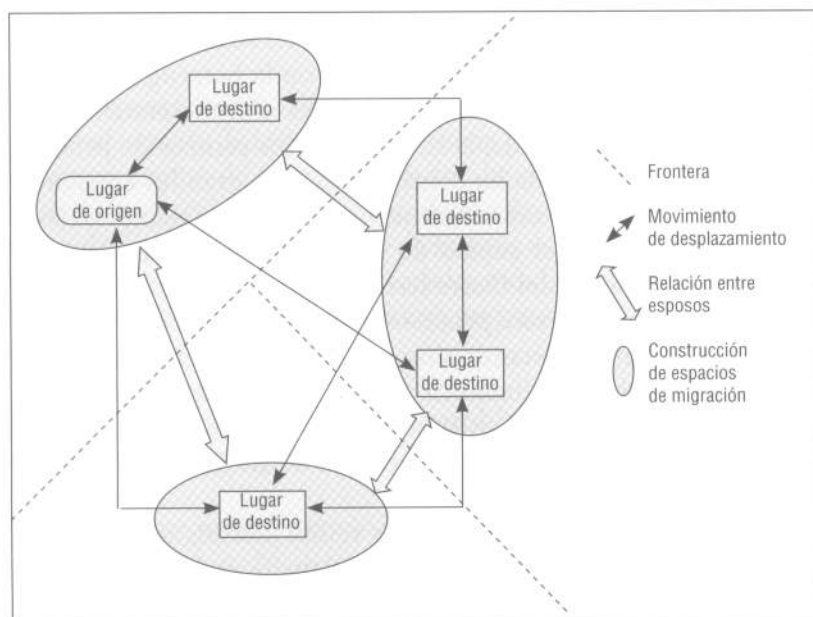 Lugar
de destino
Lugar
de origen
Lugar
de destino
Lugar
de destino
Lugar
de destino
Frontera
Movimiento
de desplazamiento
Relación entre
esposos
Construcción
de espacios
de migración